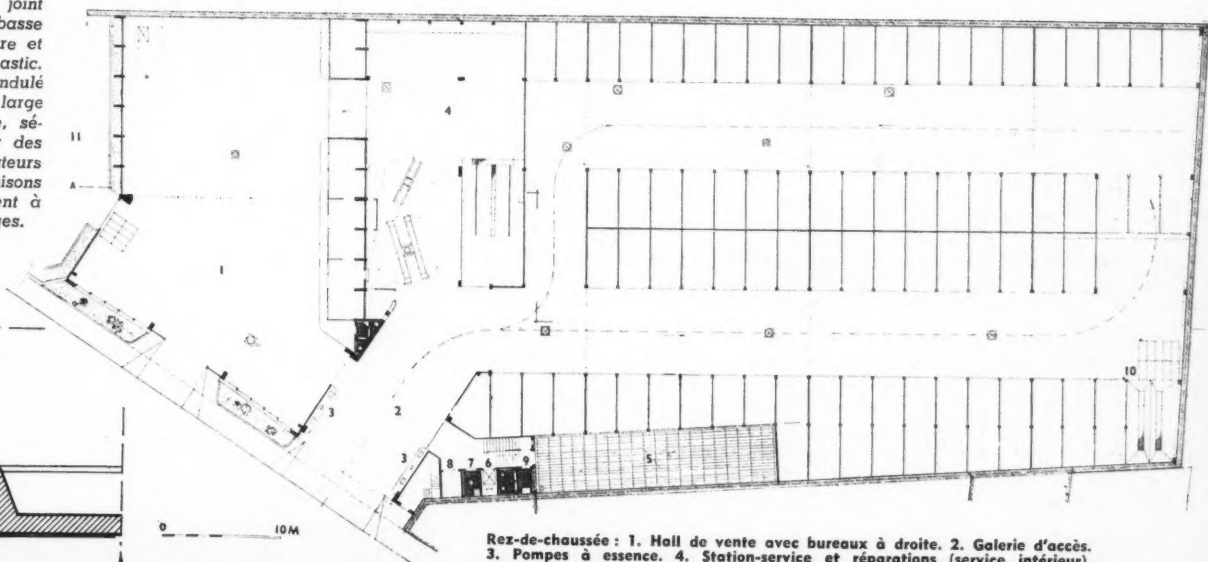 joint
basse
re et
astic.
ndulé
large
e, sé-
des
teurs
isons
ent à
es.
11
A
1
4
3
2
3
8
7
6
9
5
10
0 10M
Rez-de-chaussée : 1. Hall de vente avec bureaux à droite. 2. Galerie d'accès.
3. Pompes à essence. 4. Station-service et réparations (service intérieur).